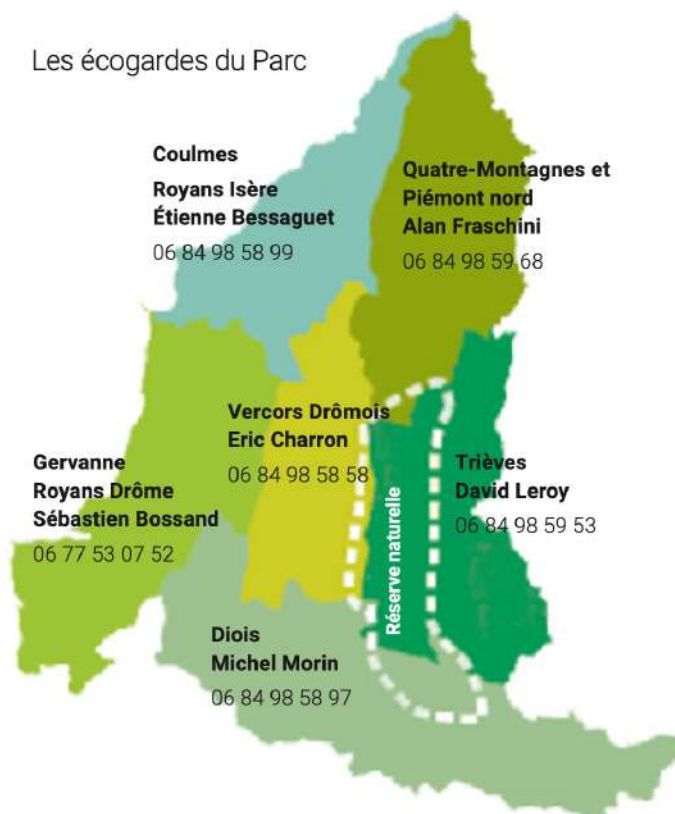 Les écogardes du Parc
Coulmes
Royans Isère
Étienne Bessaguet
06 84 98 58 99
Quatre-Montagnes et
Piémont nord
Alan Fraschini
06 84 98 59 68
Vercors Drômois
Eric Charron
06 84 98 58 58
Gervanne
Royans Drôme
Sébastien Bossand
06 77 53 07 52
Réserve naturelle
Trièves
David Leroy
06 84 98 59 53
Diois
Michel Morin
06 84 98 58 97